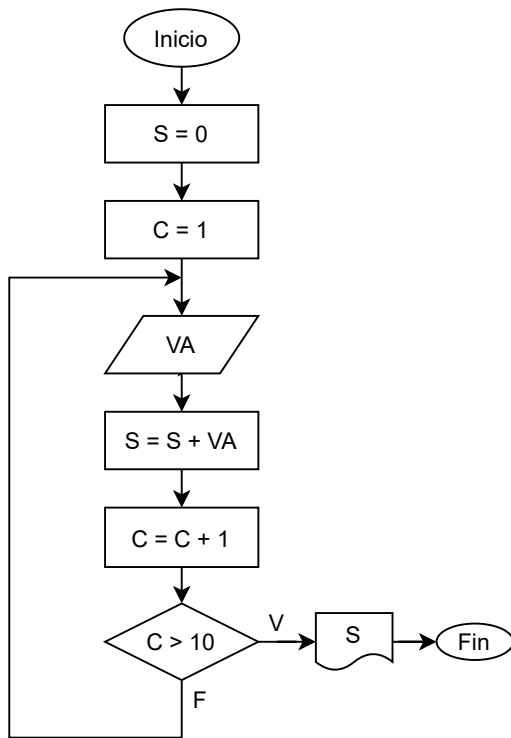 Inicio
S = 0
C = 1
VA
S = S + VA
C = C + 1
C > 10
V
S
Fin
F